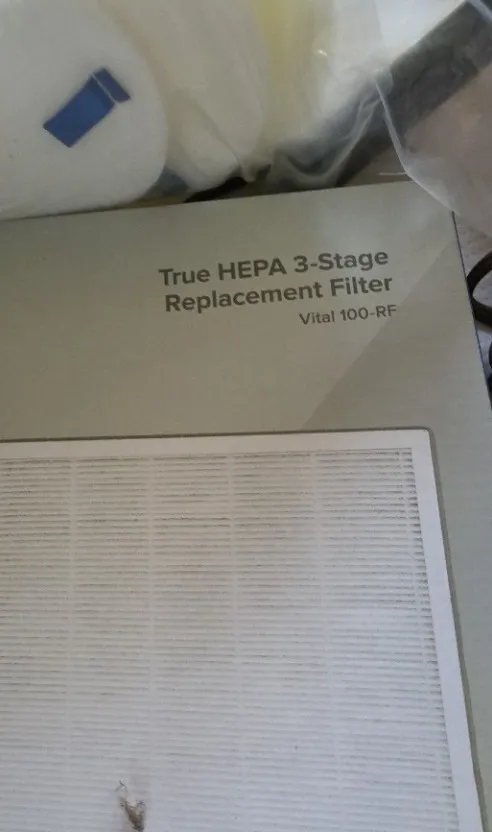 True HEPA 3-Stage
Replacement Filter
Vital 100-RF